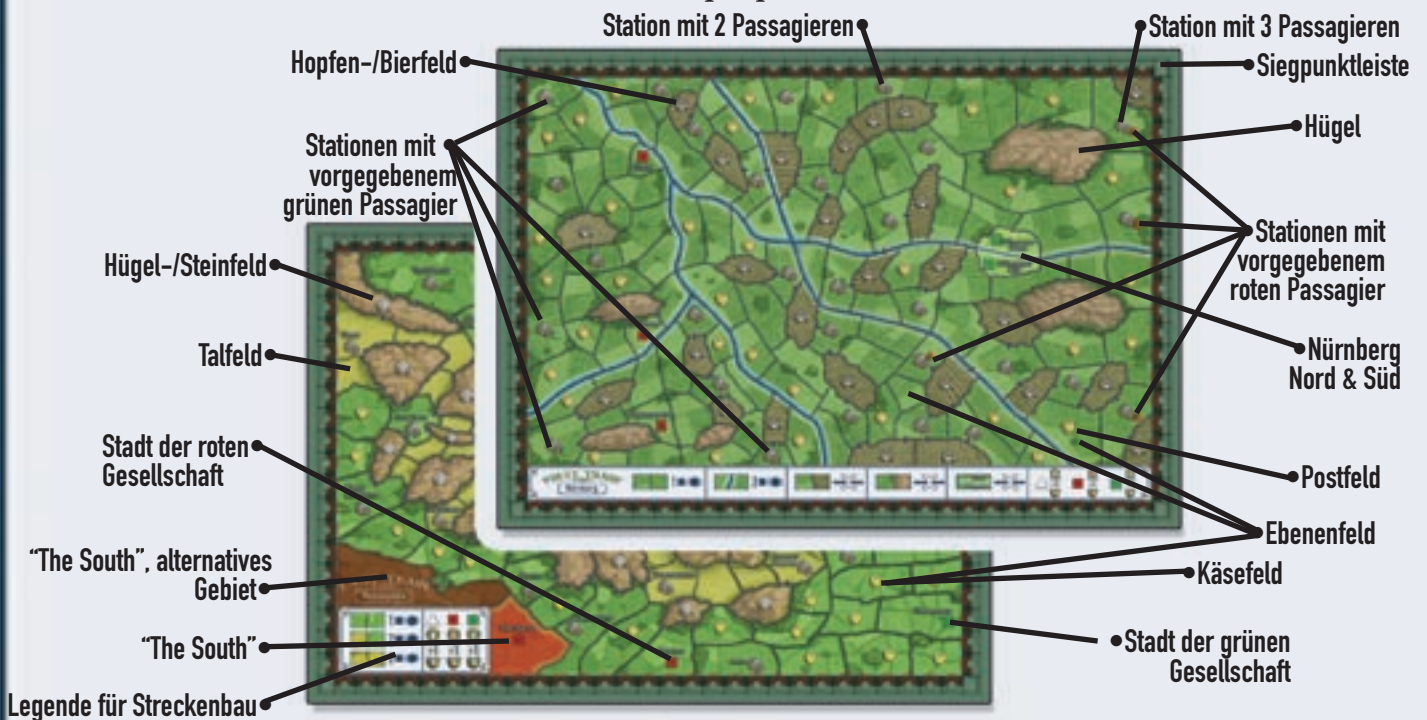 Station mit 2 Passagieren
Station mit 3 Passagieren
Hopfen-/Bierfeld
Siegpunktleiste
Hügel
Stationen mit
vorgegebenem
grünen Passagier
Stationen mit
vorgegebenem
roten Passagier
Hügel-/Steinfeld
Nürnberg
Nord & Süd
Talfeld
Stadt der roten
Gesellschaft
Postfeld
Ebenenfeld
"The South", alternatives
Gebiet
Käsefeld
"The South"
Stadt der grünen
Gesellschaft
Legende für Streckenbau